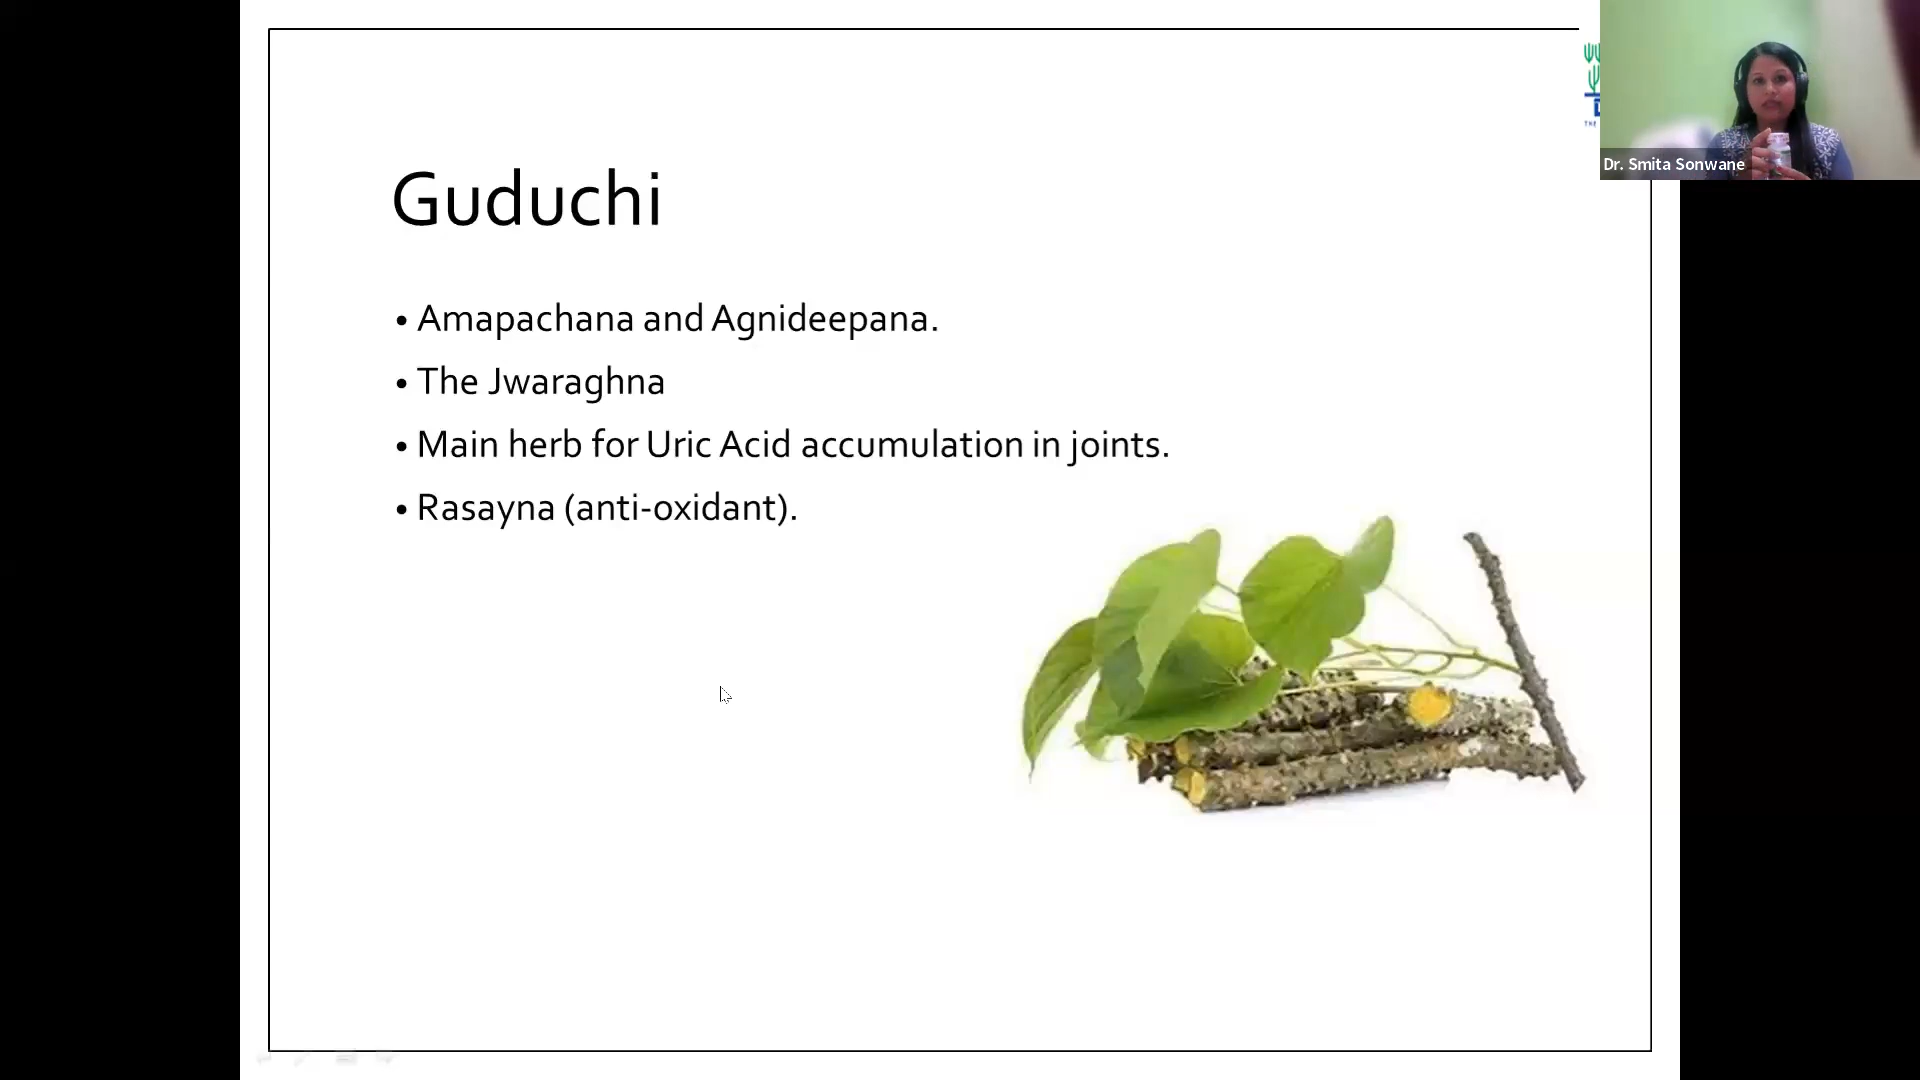 Dr. Smita Sonwane
Guduchi
• Amapachana and Agnideepana.
• The Jwaraghna
• Main herb for Uric Acid accumulation in joints.
• Rasayna (anti-oxidant).